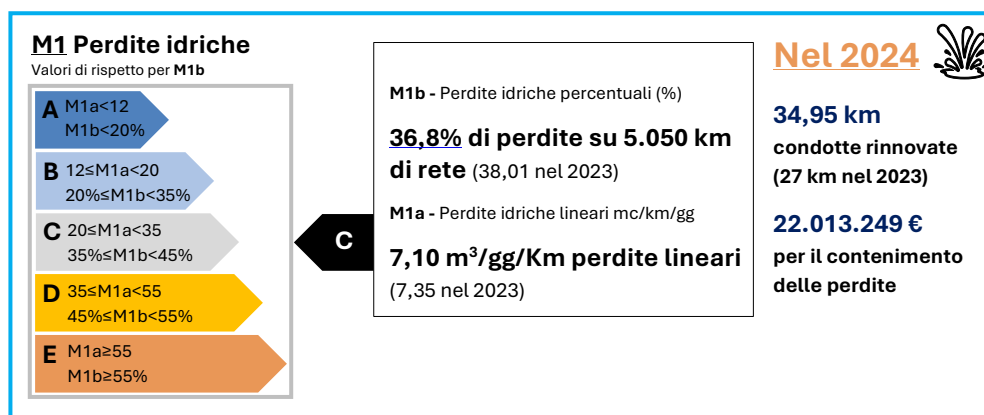 M1 Perdite idriche
Valori di rispetto per M1b
A M1a<12
M1b<20%
B 12≤M1a<20
20%≤M1b<35%
C 20≤M1a<35
35%≤M1b<45%
D 35≤M1a<55
45%≤M1b<55%
E M1a≥55
M1b≥55%
C
M1b - Perdite idriche percentuali (%)
36,8% di perdite su 5.050 km
di rete (38,01 nel 2023)
M1a - Perdite idriche lineari mc/km/gg
7,10 m³/gg/Km perdite lineari
(7,35 nel 2023)
Nel 2024
34,95 km
condotte rinnovate
(27 km nel 2023)
22.013.249 €
per il contenimento
delle perdite